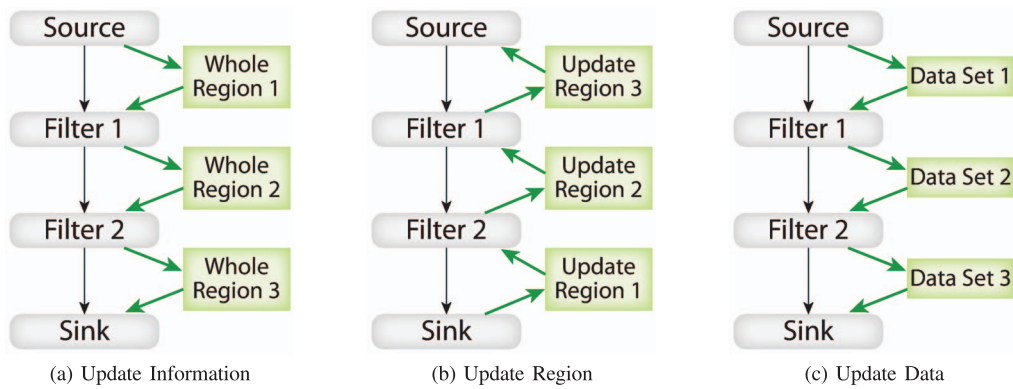 Source
Whole
Region 1
Filter 1
Whole
Region 2
Filter 2
Whole
Region 3
Sink
(a) Update Information
Source
Update
Region 3
Filter 1
Update
Region 2
Filter 2
Update
Region 1
Sink
(b) Update Region
Source
Data Set 1
Filter 1
Data Set 2
Filter 2
Data Set 3
Sink
(c) Update Data